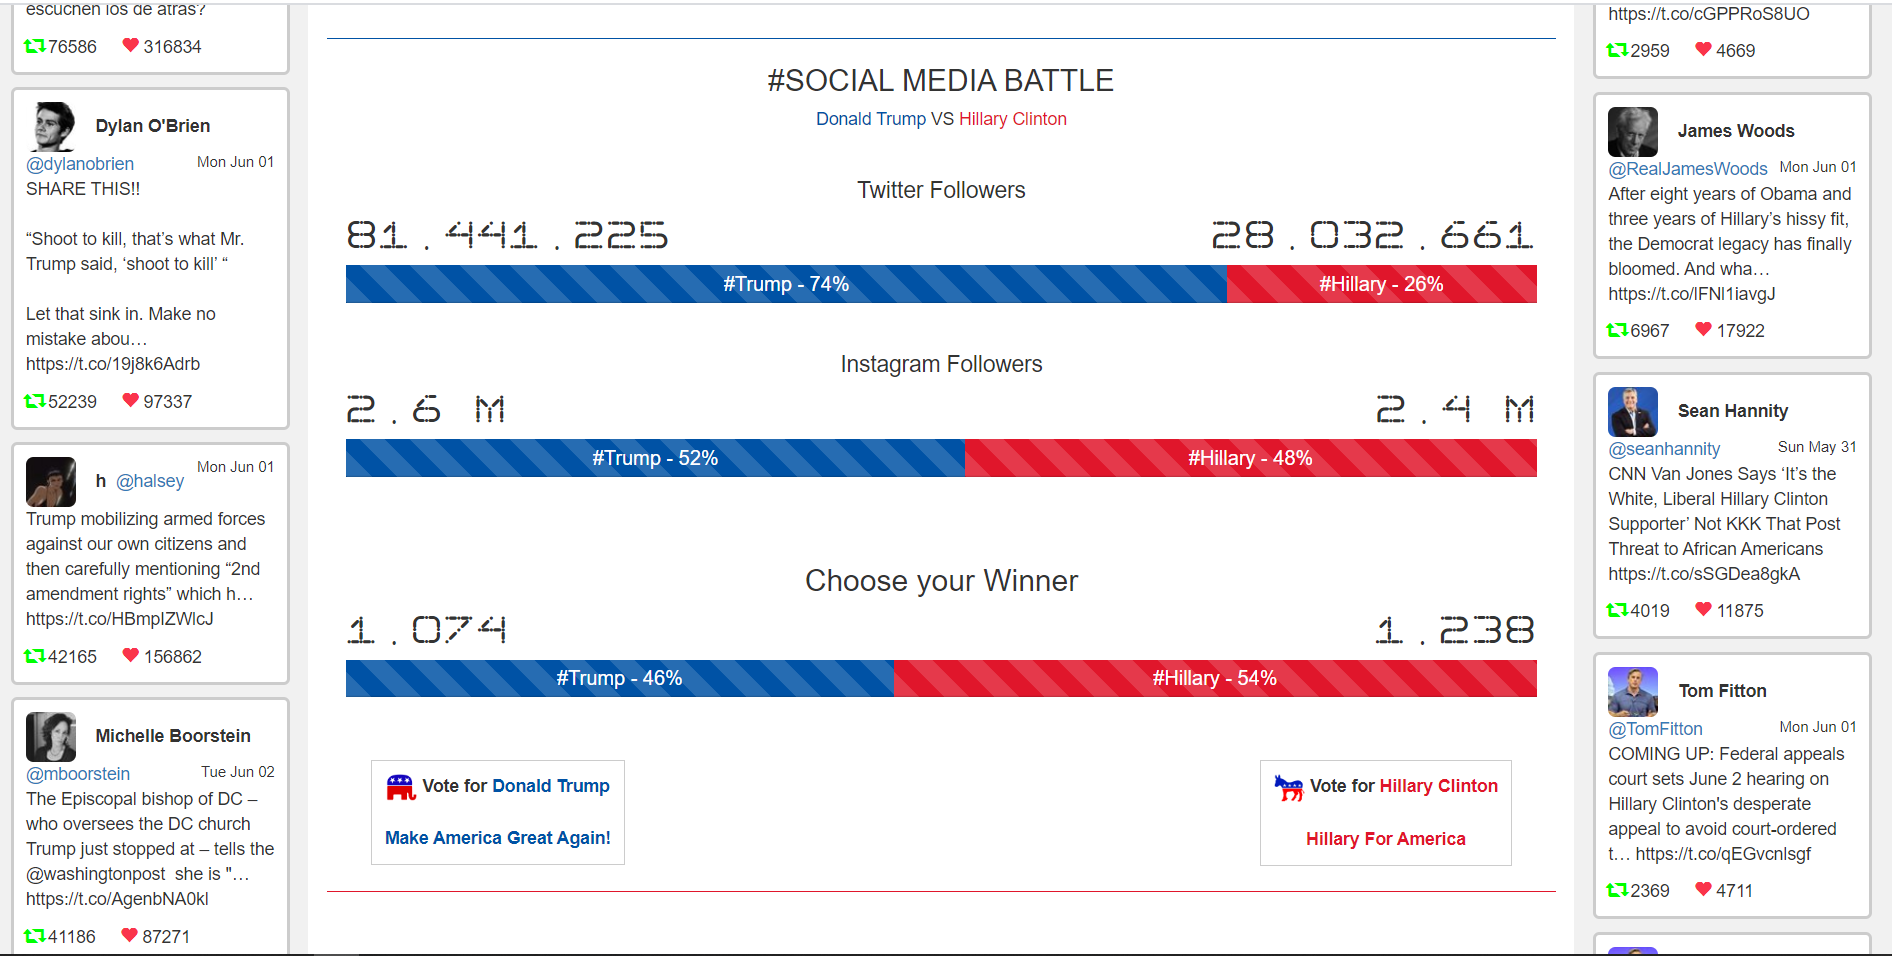 escuchen los de atrás?
76586 316834
Dylan O'Brien
@dylanobrien Mon Jun 01
SHARE THIS!!
“Shoot to kill, that’s what Mr.
Trump said, ‘shoot to kill’ “
Let that sink in. Make no
mistake abou…
https://t.co/19j8k6Adrb
52239 97337
h @halsey Mon Jun 01
Trump mobilizing armed forces
against our own citizens and
then carefully mentioning “2nd
amendment rights” which h…
https://t.co/HBmpIZWlcJ
42165 156862
Michelle Boorstein
@mboorstein Tue Jun 02
The Episcopal bishop of DC –
who oversees the DC church
Trump just stopped at – tells the
@washingtonpost she is "…
https://t.co/AgenbNA0kl
41186 87271
#SOCIAL MEDIA BATTLE
Donald Trump VS Hillary Clinton
Twitter Followers
81.441.225 28.032.661
#Trump - 74% #Hillary - 26%
Instagram Followers
2.6 M 2.4 M
#Trump - 52% #Hillary - 48%
Choose your Winner
1.074 1.238
#Trump - 46% #Hillary - 54%
Vote for Donald Trump
Make America Great Again!
Vote for Hillary Clinton
Hillary For America
https://t.co/cGPPRoS8UO
2959 4669
James Woods
@RealJamesWoods Mon Jun 01
After eight years of Obama and
three years of Hillary’s hissy fit,
the Democrat legacy has finally
bloomed. And wha…
https://t.co/lFNl1iavgJ
6967 17922
Sean Hannity
@seanhannity Sun May 31
CNN Van Jones Says ‘It’s the
White, Liberal Hillary Clinton
Supporter’ Not KKK That Post
Threat to African Americans
https://t.co/sSGDea8gkA
4019 11875
Tom Fitton
@TomFitton Mon Jun 01
COMING UP: Federal appeals
court sets June 2 hearing on
Hillary Clinton's desperate
appeal to avoid court-ordered
t… https://t.co/qEGvcnlsgf
2369 4711